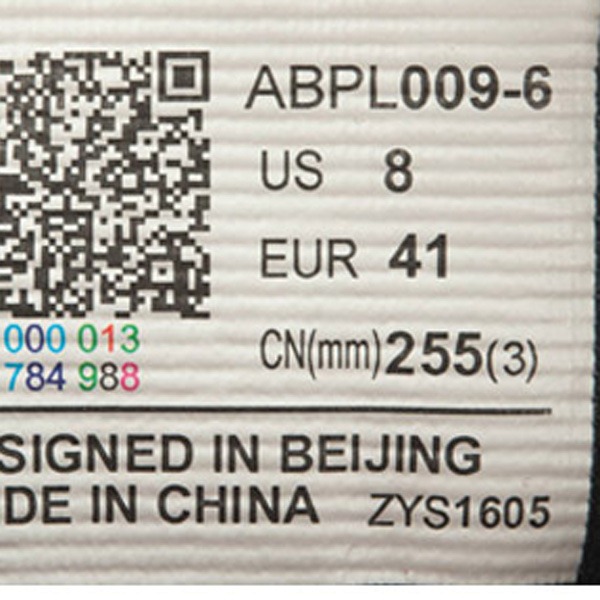 ABPL009-6
US 8
EUR 41
CN(mm)255(3)
000 013
784 988
SIGNED IN BEIJING
DE IN CHINA ZYS1605